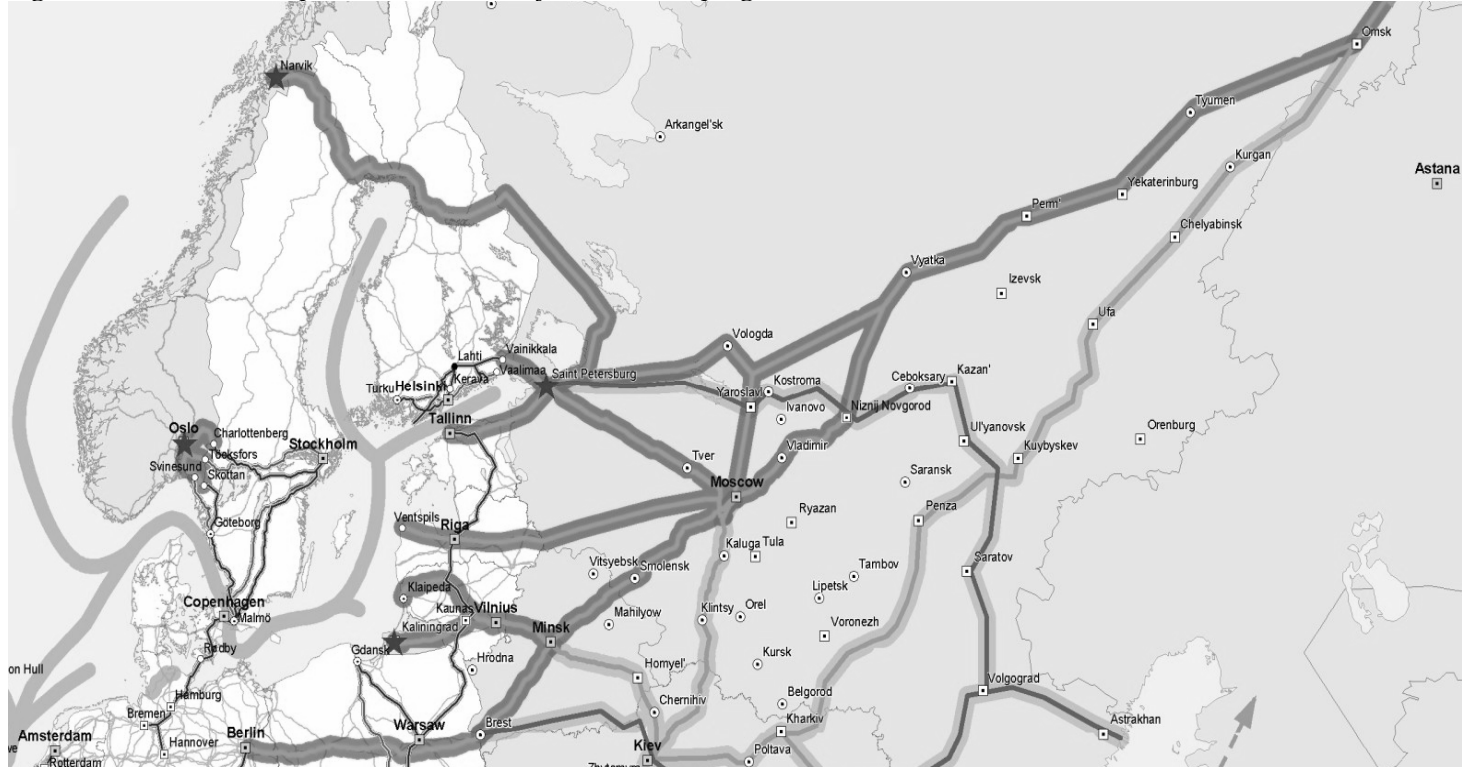 Narvik
Omsk
Tyumen
Arkangel'sk
Kurgan
Astana
Yekaterinburg
Perm'
Chelyabinsk
Vyatka
Izevsk
Ufa
Vologda
Vainikkala
Lahti
Vaalimaa
Saint Petersburg
Kerava
Turku
Helsinki
Kostroma
Ceboksary
Kazan'
Yaroslavl
Ivanovo
Niznij Novgorod
Tallinn
Oslo
Charlottenberg
Stockholm
Töcksfors
Svinesund
Skottan
Ul'yanovsk
Orenburg
Vladimir
Kuybyskev
Tver
Saransk
Moscow
Penza
Göteborg
Ventspils
Riga
Ryazan
Kaluga
Tula
Vitsyebsk
Smolensk
Saratov
Tambov
Klaipeda
Lipetsk
Copenhagen
Malmö
Kaunas
Vilnius
Mahilyow
Klintsy
Orel
Kaliningrad
Minsk
Voronezh
Rødby
Gdansk
Hrodna
Kursk
on Hull
Homyel'
Volgograd
Hamburg
Chernihiv
Belgorod
Bremen
Brest
Kharkiv
Astrakhan
Amsterdam
Hannover
Berlin
Warsaw
Kiev
Poltava
Rotterdam